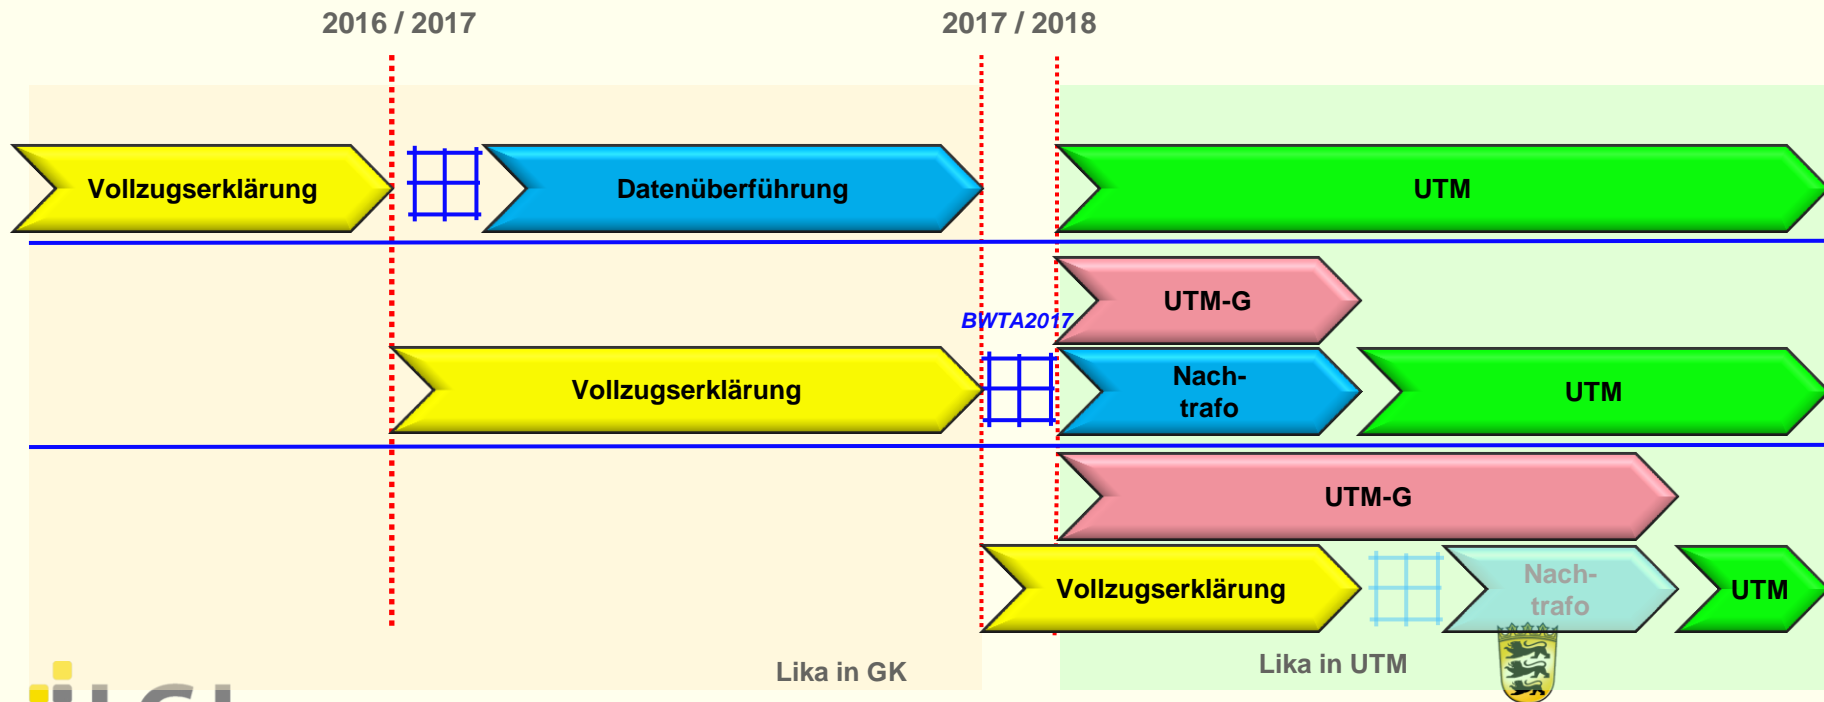 2016 / 2017
2017 / 2018
Vollzugserklärung
Datenüberführung
UTM
UTM-G
BWTA2017
Vollzugserklärung
Nach-
trafo
UTM
UTM-G
Vollzugserklärung
Nach-
trafo
UTM
Lika in GK
Lika in UTM